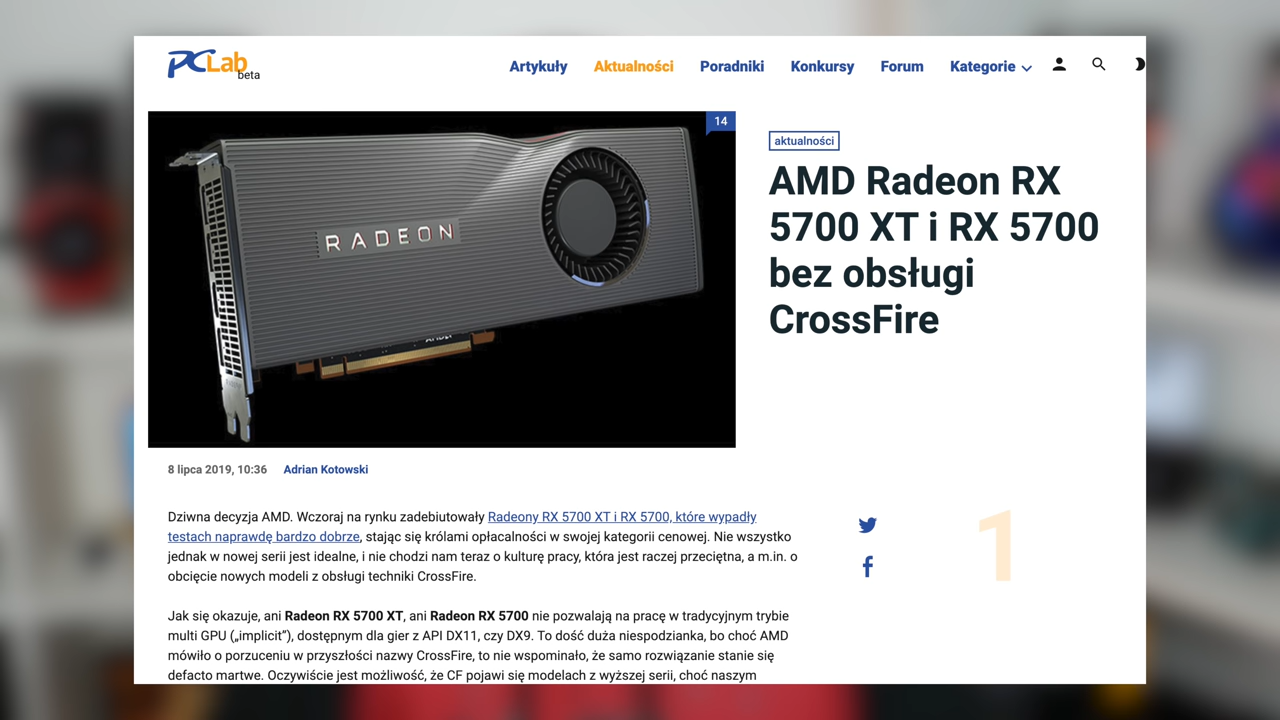 PCLab
beta
Artykuły Aktualności Poradniki Konkursy Forum Kategorie
14
RADEON
aktualności
AMD Radeon RX
5700 XT i RX 5700
bez obsługi
CrossFire
8 lipca 2019, 10:36 Adrian Kotowski
Dziwna decyzja AMD. Wczoraj na rynku zadebiutowały Radeony RX 5700 XT i RX 5700, które wypadły
testach naprawdę bardzo dobrze, stając się królami opłacalności w swojej kategorii cenowej. Nie wszystko
jednak w nowej serii jest idealne, i nie chodzi nam teraz o kulturę pracy, która jest raczej przeciętna, a m.in. o
obcięcie nowych modeli z obsługi techniki CrossFire.
1
Jak się okazuje, ani Radeon RX 5700 XT, ani Radeon RX 5700 nie pozwalają na pracę w tradycyjnym trybie
multi GPU („implicit”), dostępnym dla gier z API DX11, czy DX9. To dość duża niespodzianka, bo choć AMD
mówiło o porzuceniu w przyszłości nazwy CrossFire, to nie wspominało, że samo rozwiązanie stanie się
defacto martwe. Oczywiście jest możliwość, że CF pojawi się modelach z wyższej serii, choć naszym